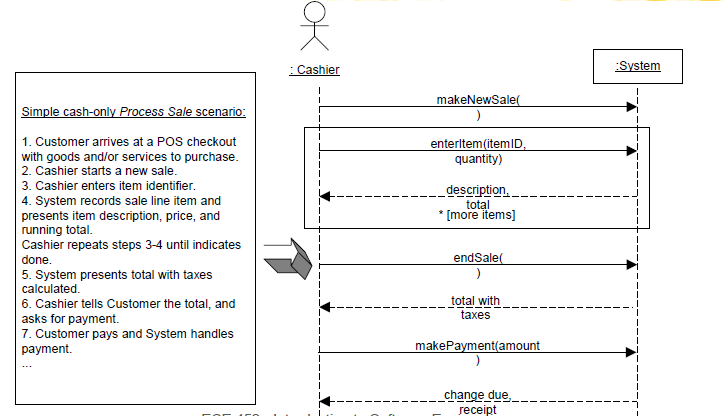 : Cashier
:System
Simple cash-only Process Sale scenario:
1. Customer arrives at a POS checkout
with goods and/or services to purchase.
2. Cashier starts a new sale.
3. Cashier enters item identifier.
4. System records sale line item and
presents item description, price, and
running total.
Cashier repeats steps 3-4 until indicates
done.
5. System presents total with taxes
calculated.
6. Cashier tells Customer the total, and
asks for payment.
7. Customer pays and System handles
payment.
...
makeNewSale(
)
enterItem(itemID,
quantity)
description,
total
* [more items]
endSale(
)
total with
taxes
makePayment(amount
)
change due,
receipt